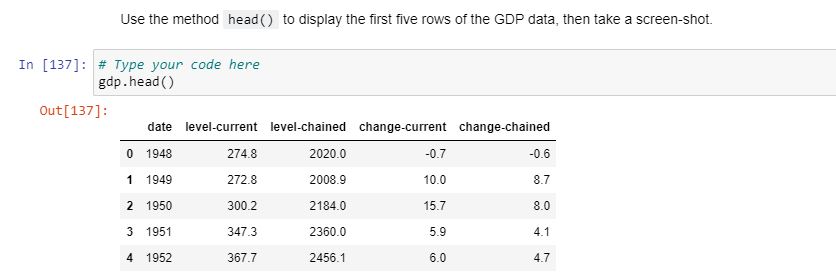 Use the method head() to display the first five rows of the GDP data, then take a screen-shot.
In [137]: # Type your code here
gdp.head()
Out[137]:
date level-current level-chained change-current change-chained
0 1948 274.8 2020.0 -0.7 -0.6
1 1949 272.8 2008.9 10.0 8.7
2 1950 300.2 2184.0 15.7 8.0
3 1951 347.3 2360.0 5.9 4.1
4 1952 367.7 2456.1 6.0 4.7